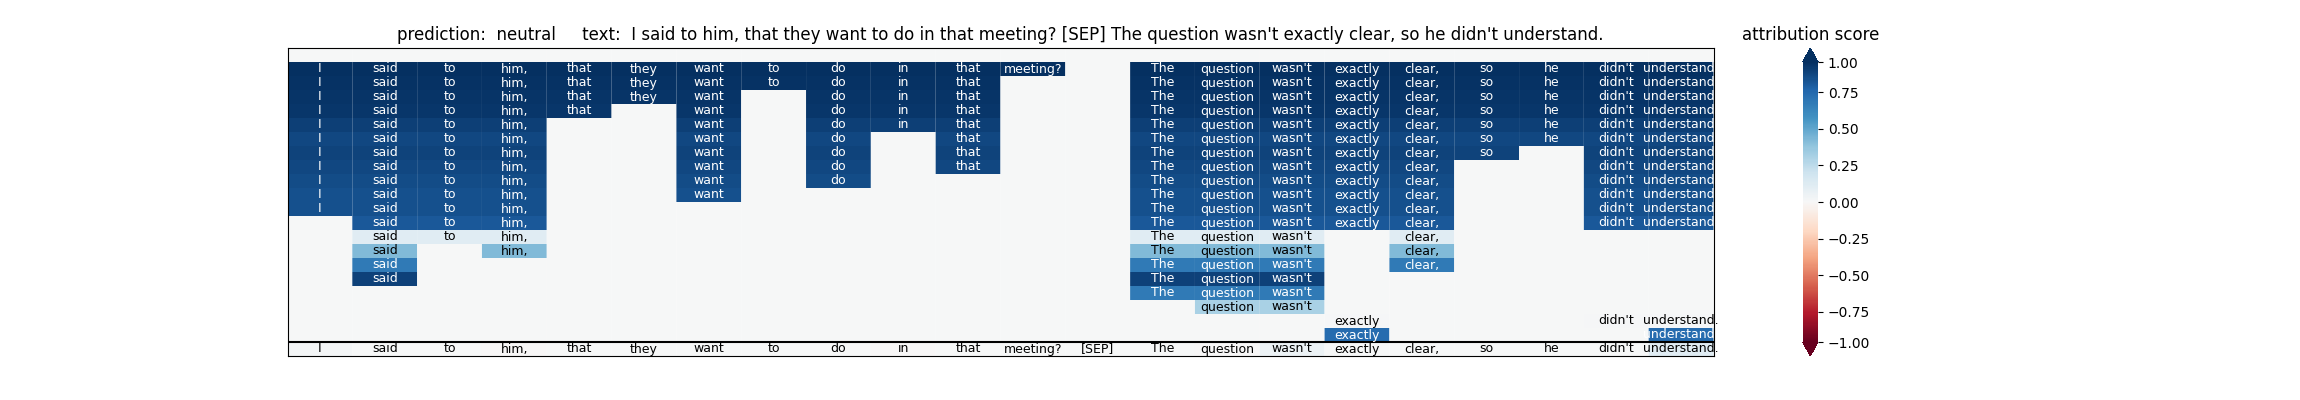 prediction: neutral text: I said to him, that they want to do in that meeting? [SEP] The question wasn't exactly clear, so he didn't understand. attribution score
I said to him, that they want to do in that meeting? The question wasn't exactly clear, so he didn't understand. 1.00
I said to him, that they want to do in that The question wasn't exactly clear, so he didn't understand.
I said to him, that they want do in that The question wasn't exactly clear, so he didn't understand. 0.75
I said to him, that want do in that The question wasn't exactly clear, so he didn't understand.
I said to him, want do in that The question wasn't exactly clear, so he didn't understand.
I said to him, want do that The question wasn't exactly clear, so he didn't understand. 0.50
I said to him, want do that The question wasn't exactly clear, so didn't understand.
I said to him, want do that The question wasn't exactly clear, didn't understand. 0.25
I said to him, want do The question wasn't exactly clear, didn't understand.
I said to him, want The question wasn't exactly clear, didn't understand.
I said to him, The question wasn't exactly clear, didn't understand. 0.00
said to him, The question wasn't exactly clear, didn't understand.
said to him, The question wasn't clear, −0.25
said him, The question wasn't clear,
said The question wasn't clear,
said The question wasn't −0.50
The question wasn't
question wasn't −0.75
exactly didn't understand.
exactly understand. −1.00
I said to him, that they want to do in that meeting? [SEP] The question wasn't exactly clear, so he didn't understand.